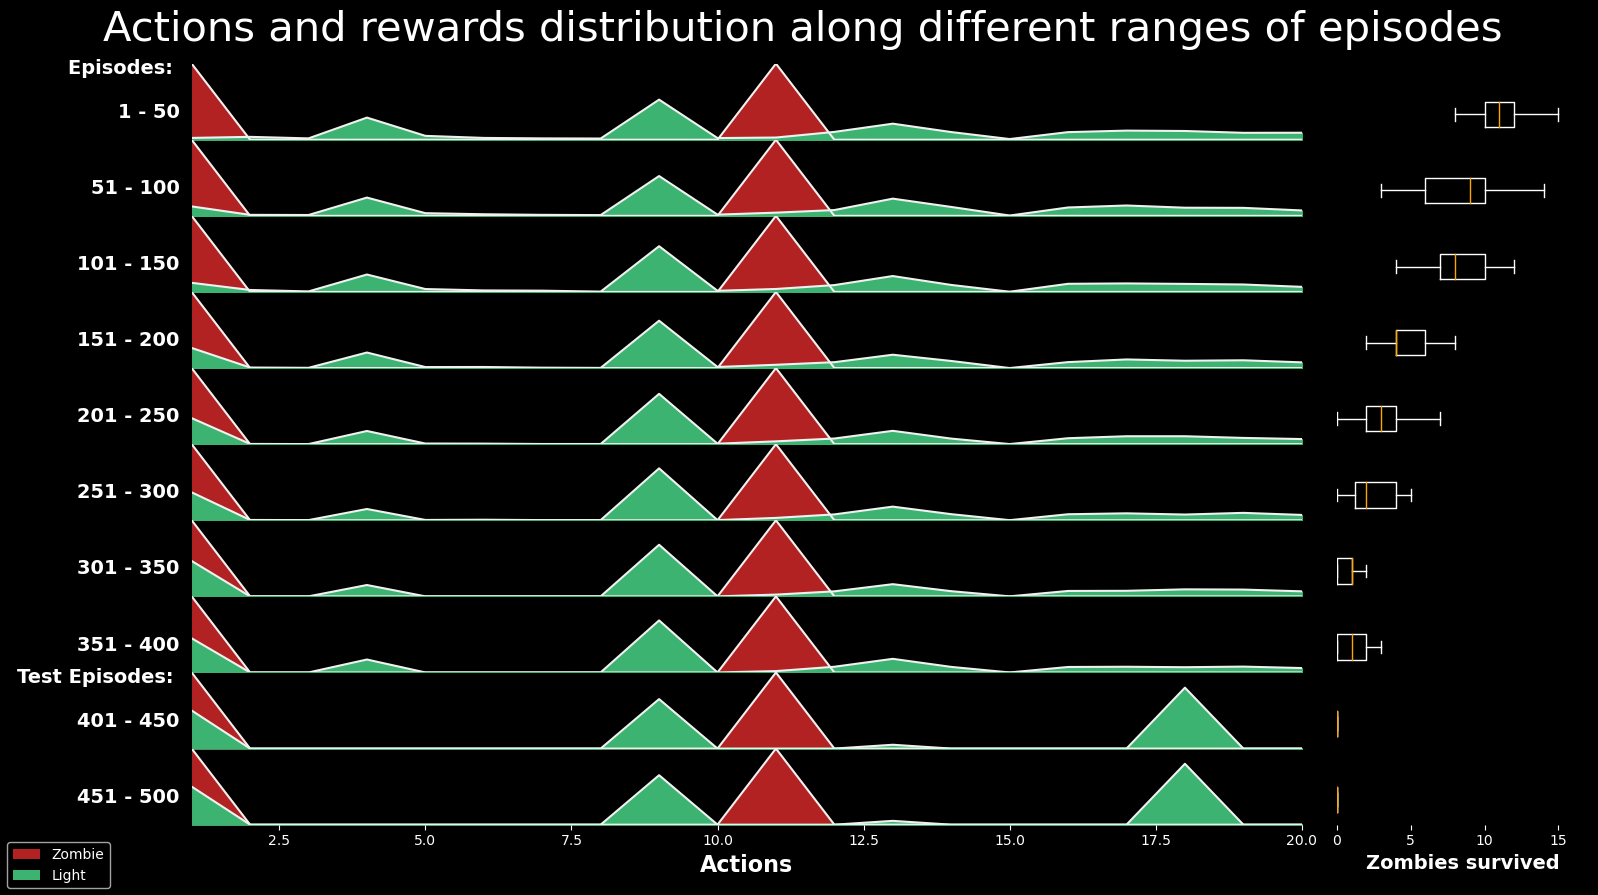 Actions and rewards distribution along different ranges of episodes
Episodes:
1 - 50
51 - 100
101 - 150
151 - 200
201 - 250
251 - 300
301 - 350
351 - 400
Test Episodes:
401 - 450
451 - 500
2.5 5.0 7.5 10.0 12.5 15.0 17.5 20.0
Actions
0 5 10 15
Zombies survived
Zombie
Light